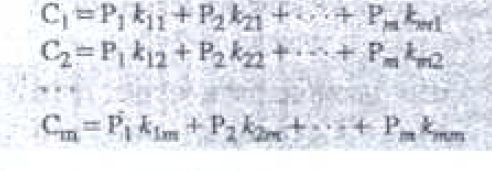 C₁ = P₁ k₁₁ + P₂ k₂₁ + ··· + Pₘ kₘ₁
C₂ = P₁ k₁₂ + P₂ k₂₂ + ··· + Pₘ kₘ₂
...
Cₘ = P₁ k₁ₘ + P₂ k₂ₘ + ··· + Pₘ kₘₘ